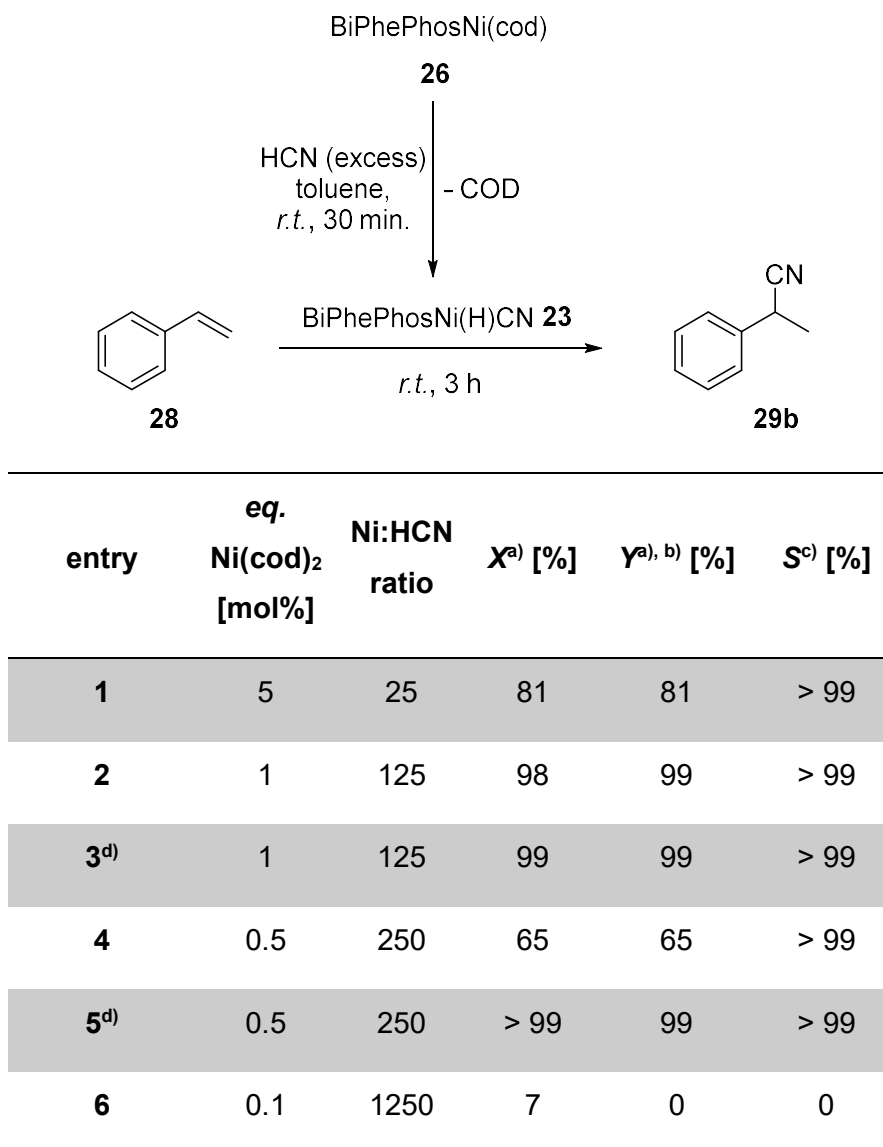 BiPhePhosNi(cod)
26
HCN (excess)
toluene,
r.t., 30 min.
- COD
CN
BiPhePhosNi(H)CN 23
r.t., 3 h
28
29b
entry eq. Ni(cod)₂ [mol%] Ni:HCN ratio Xᵃ⁾ [%] Yᵃ⁾, ᵇ⁾ [%] Sᶜ⁾ [%]
1 5 25 81 81 > 99
2 1 125 98 99 > 99
3ᵈ⁾ 1 125 99 99 > 99
4 0.5 250 65 65 > 99
5ᵈ⁾ 0.5 250 > 99 99 > 99
6 0.1 1250 7 0 0